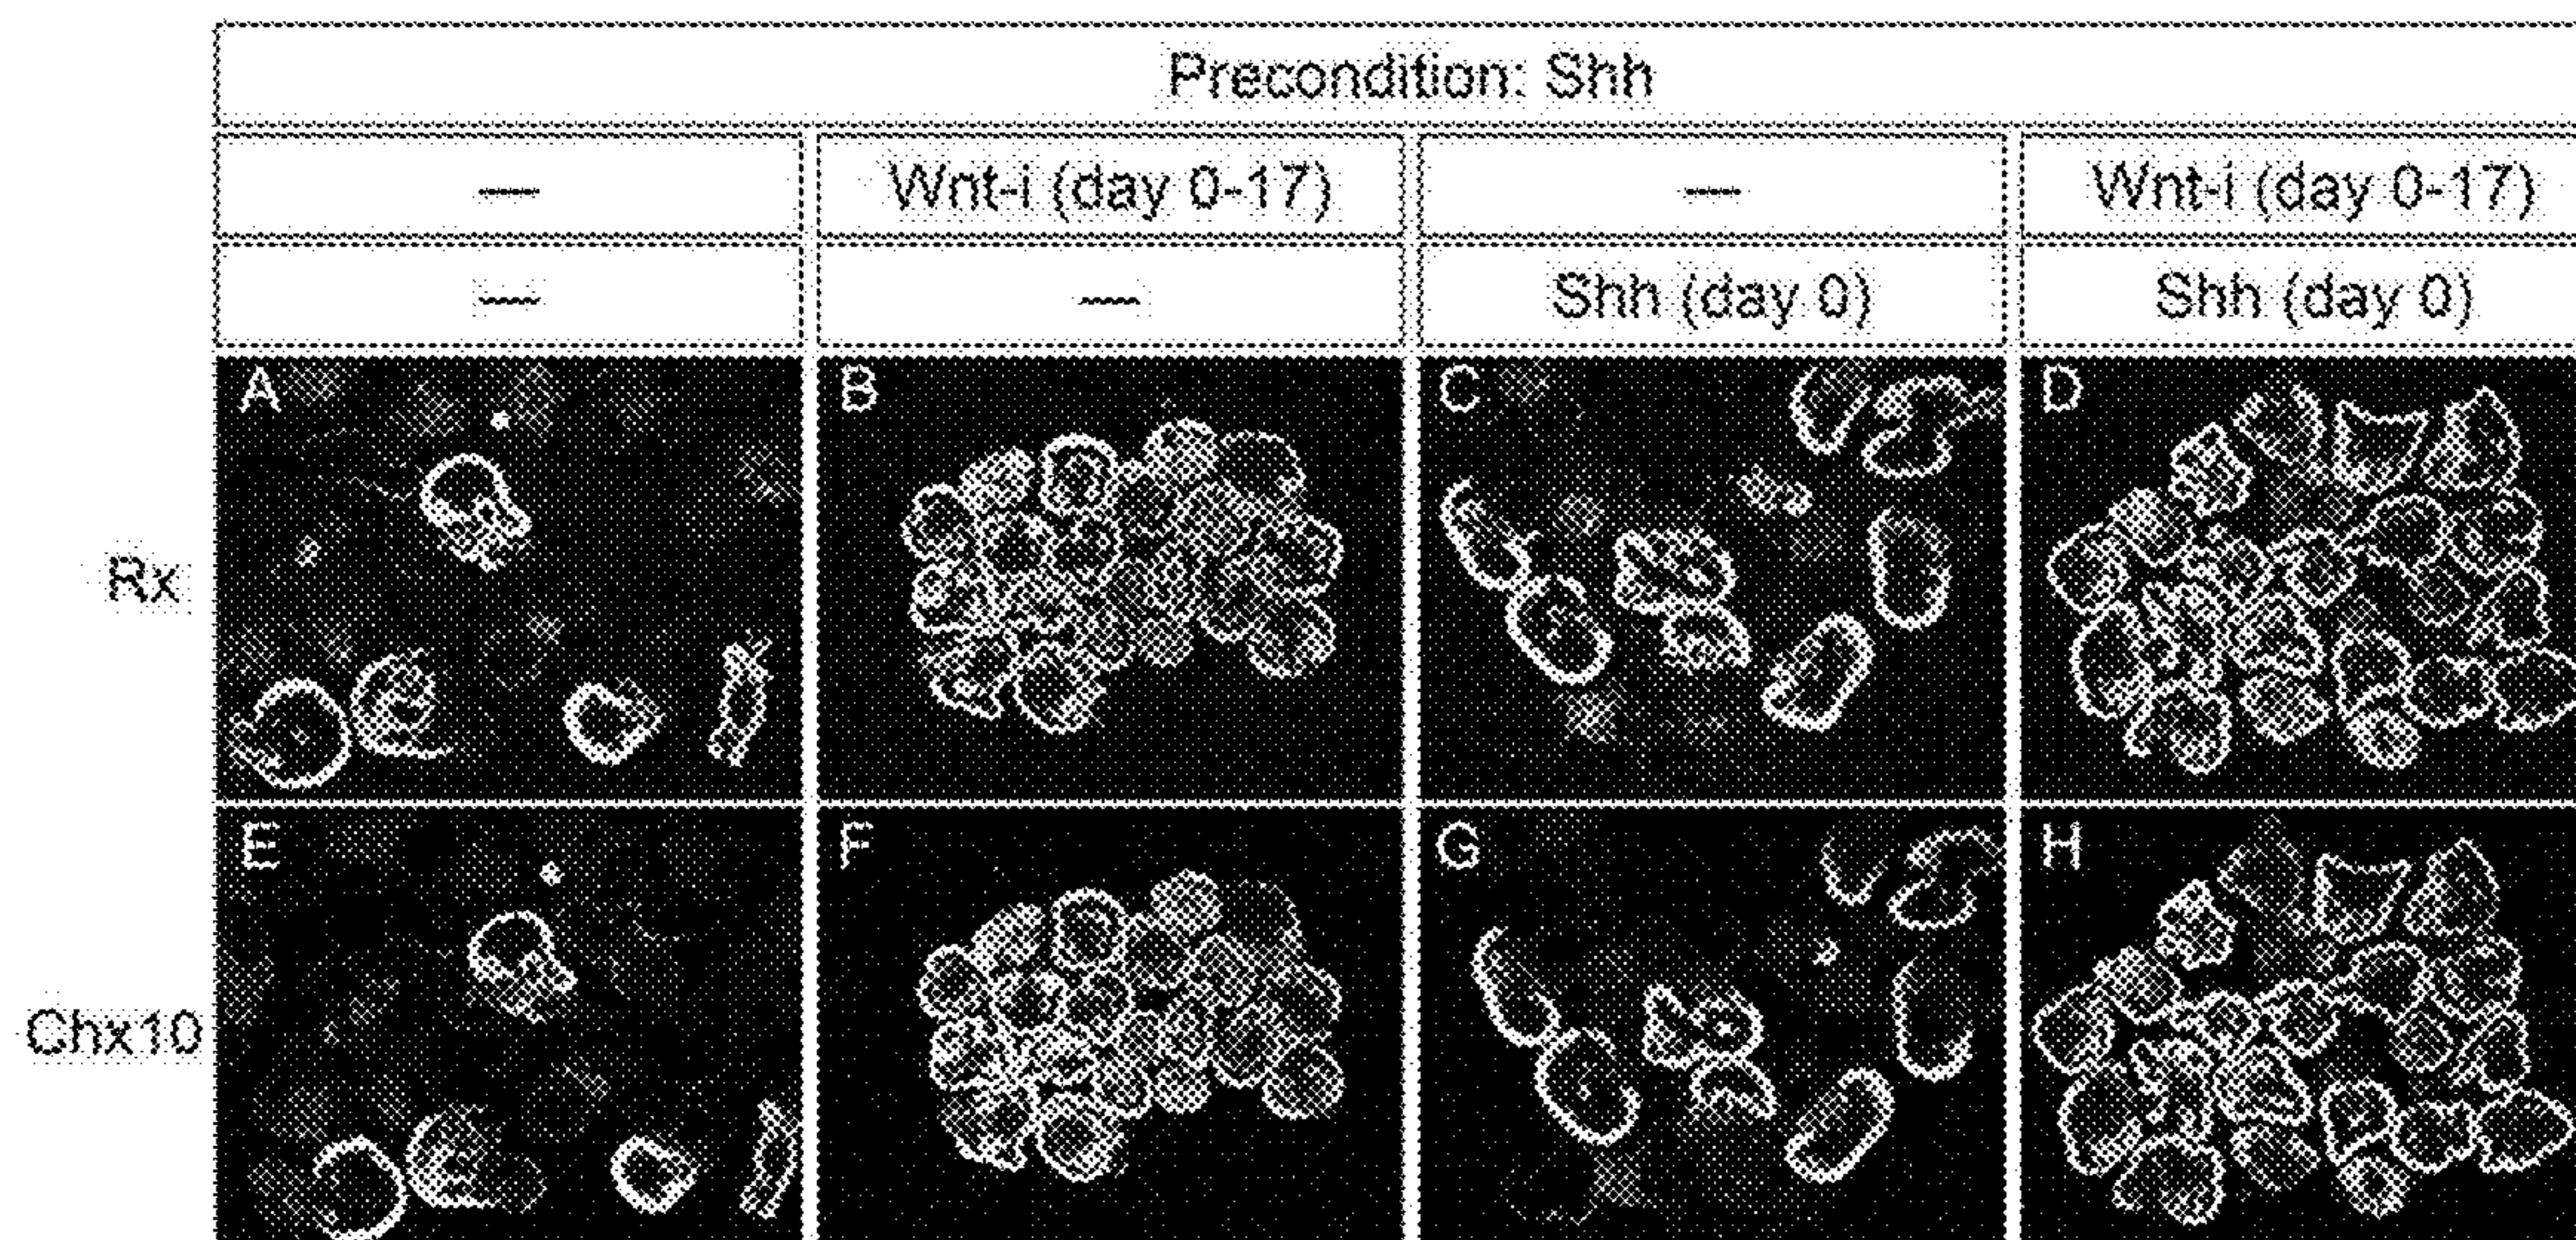 Precondition: Shh
— Wnt-i (day 0-17) — Wnt-i (day 0-17)
— — Shh (day 0) Shh (day 0)
A B C D
Rx
E F G H
Chx10